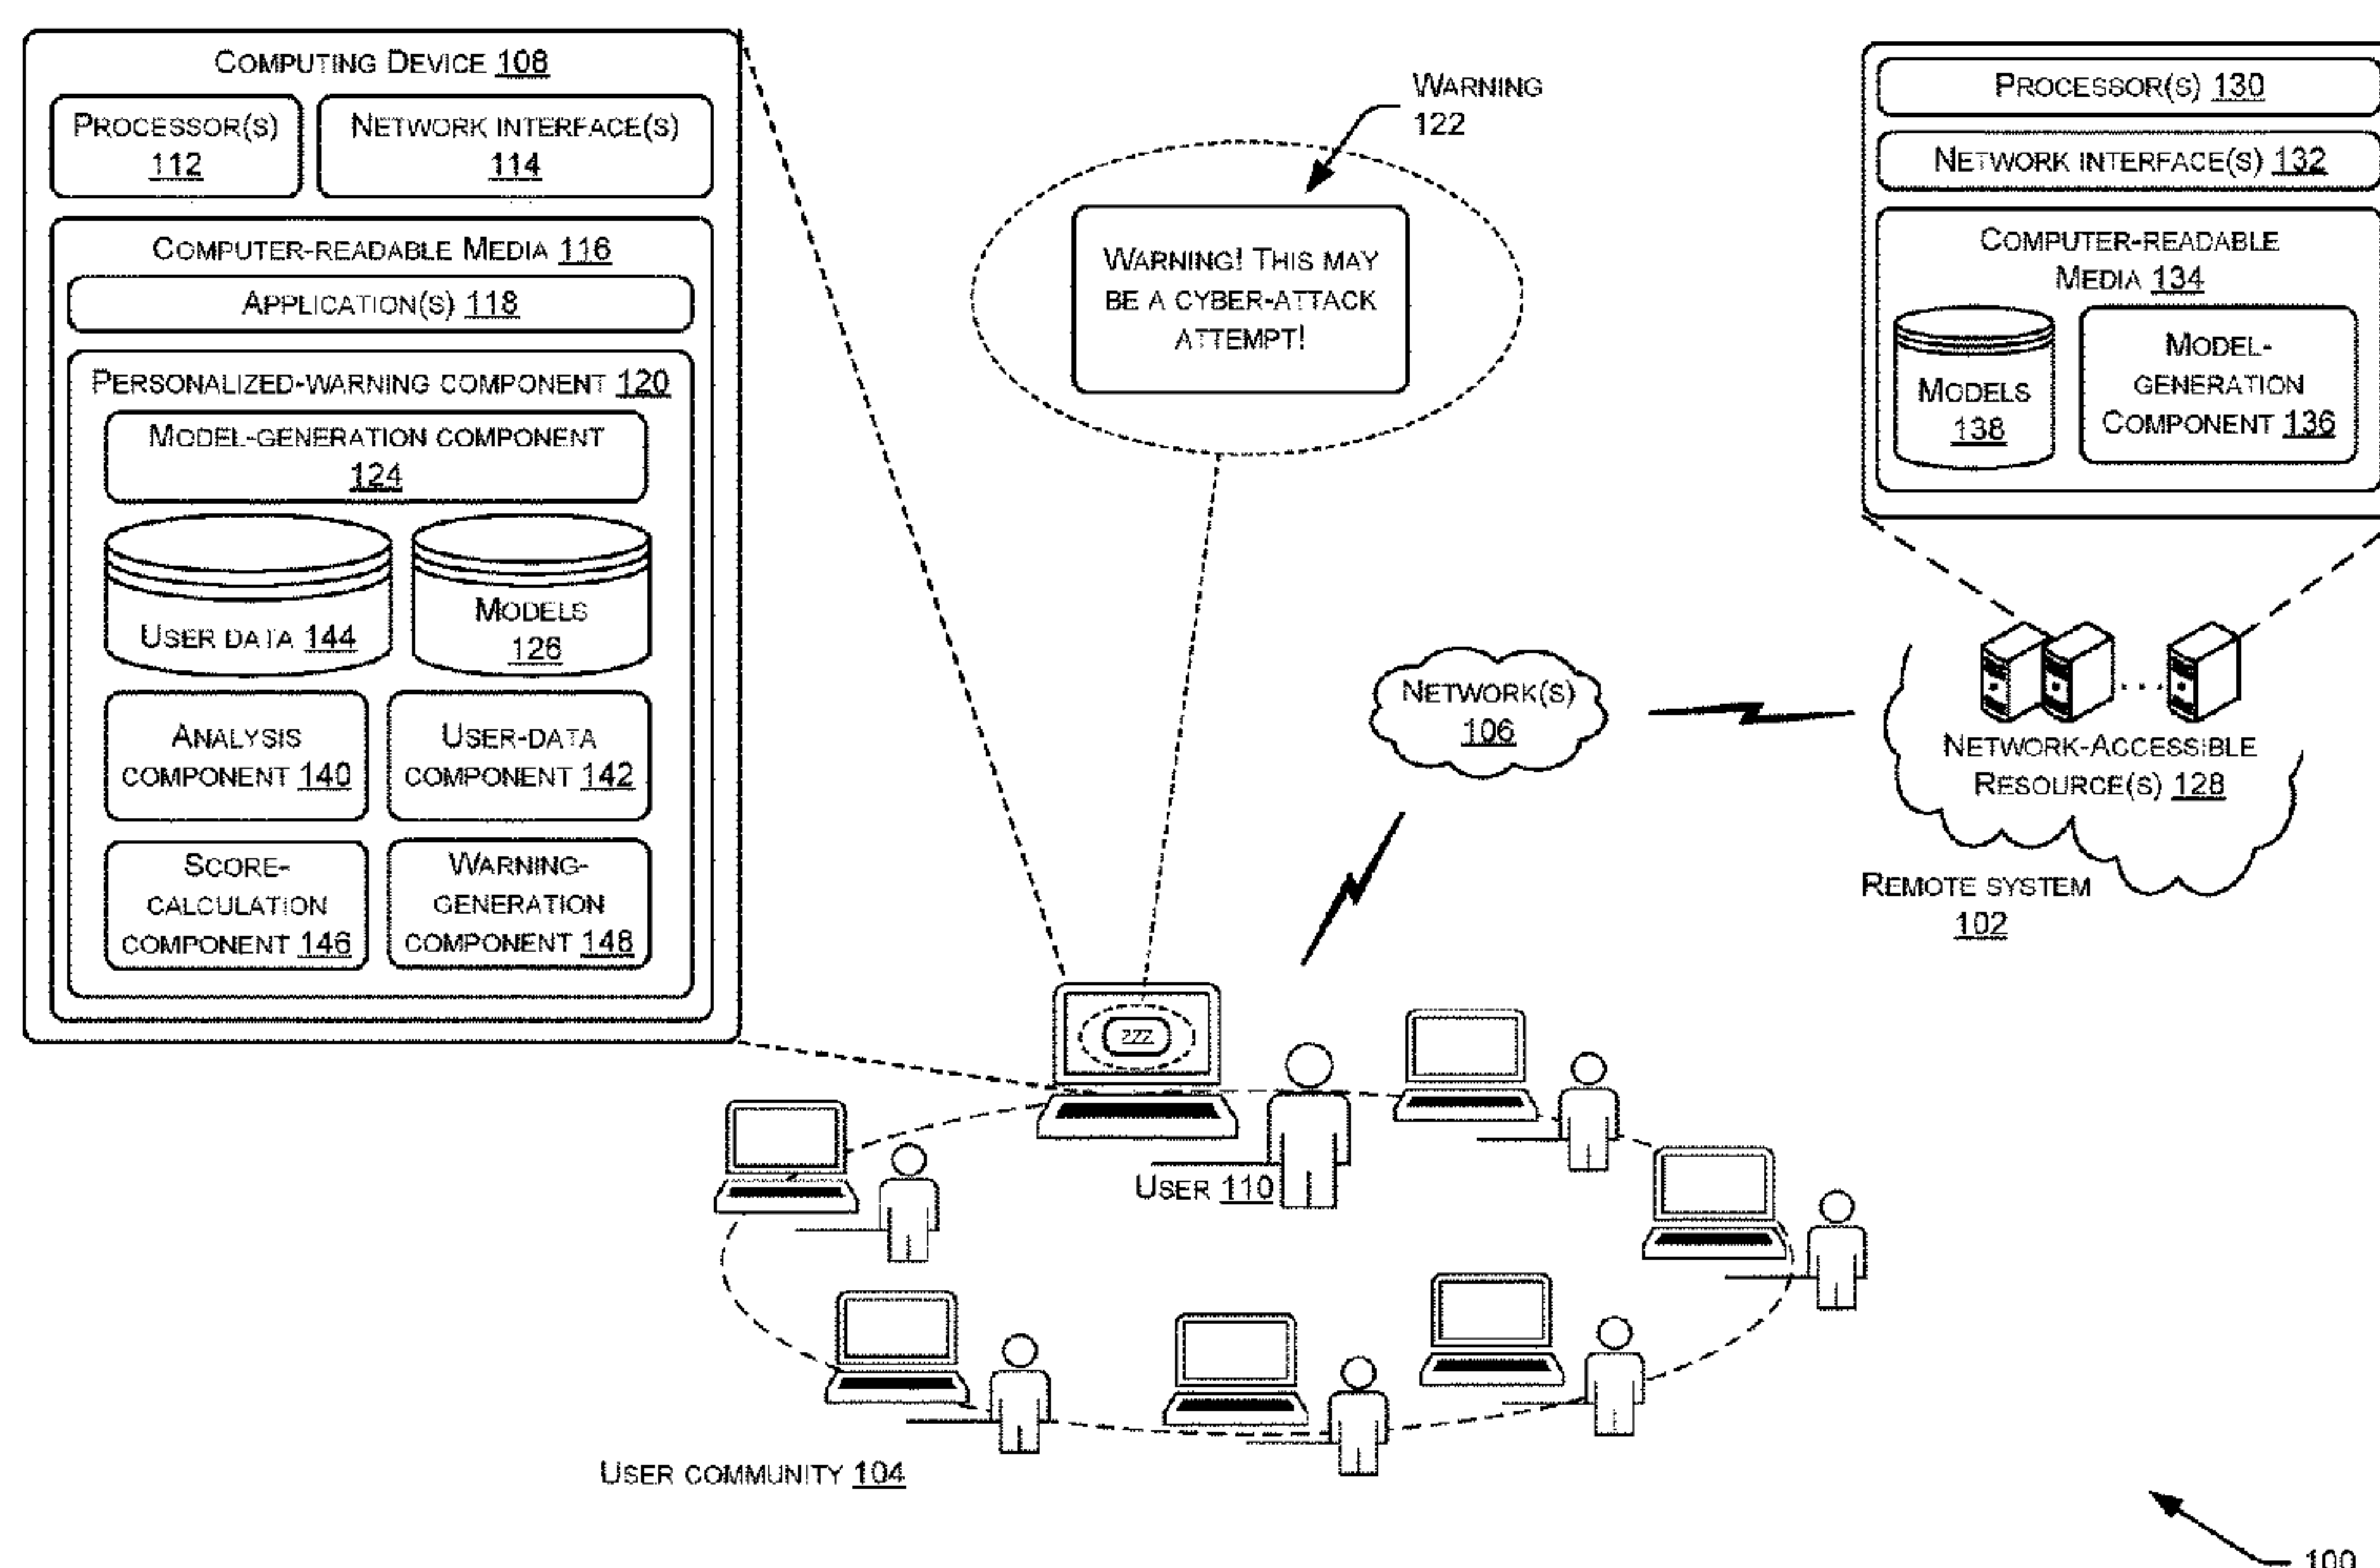 COMPUTING DEVICE 108
PROCESSOR(S)
112
NETWORK INTERFACE(S)
114
COMPUTER-READABLE MEDIA 116
APPLICATION(S) 118
PERSONALIZED-WARNING COMPONENT 120
MODEL-GENERATION COMPONENT
124
USER DATA 144
MODELS
126
ANALYSIS
COMPONENT 140
USER-DATA
COMPONENT 142
SCORE-
CALCULATION
COMPONENT 146
WARNING-
GENERATION
COMPONENT 148
WARNING
122
WARNING! THIS MAY
BE A CYBER-ATTACK
ATTEMPT!
PROCESSOR(S) 130
NETWORK INTERFACE(S) 132
COMPUTER-READABLE
MEDIA 134
MODELS
138
MODEL-
GENERATION
COMPONENT 136
NETWORK(S)
106
NETWORK-ACCESSIBLE
RESOURCE(S) 128
REMOTE SYSTEM
102
USER 110
USER COMMUNITY 104
100